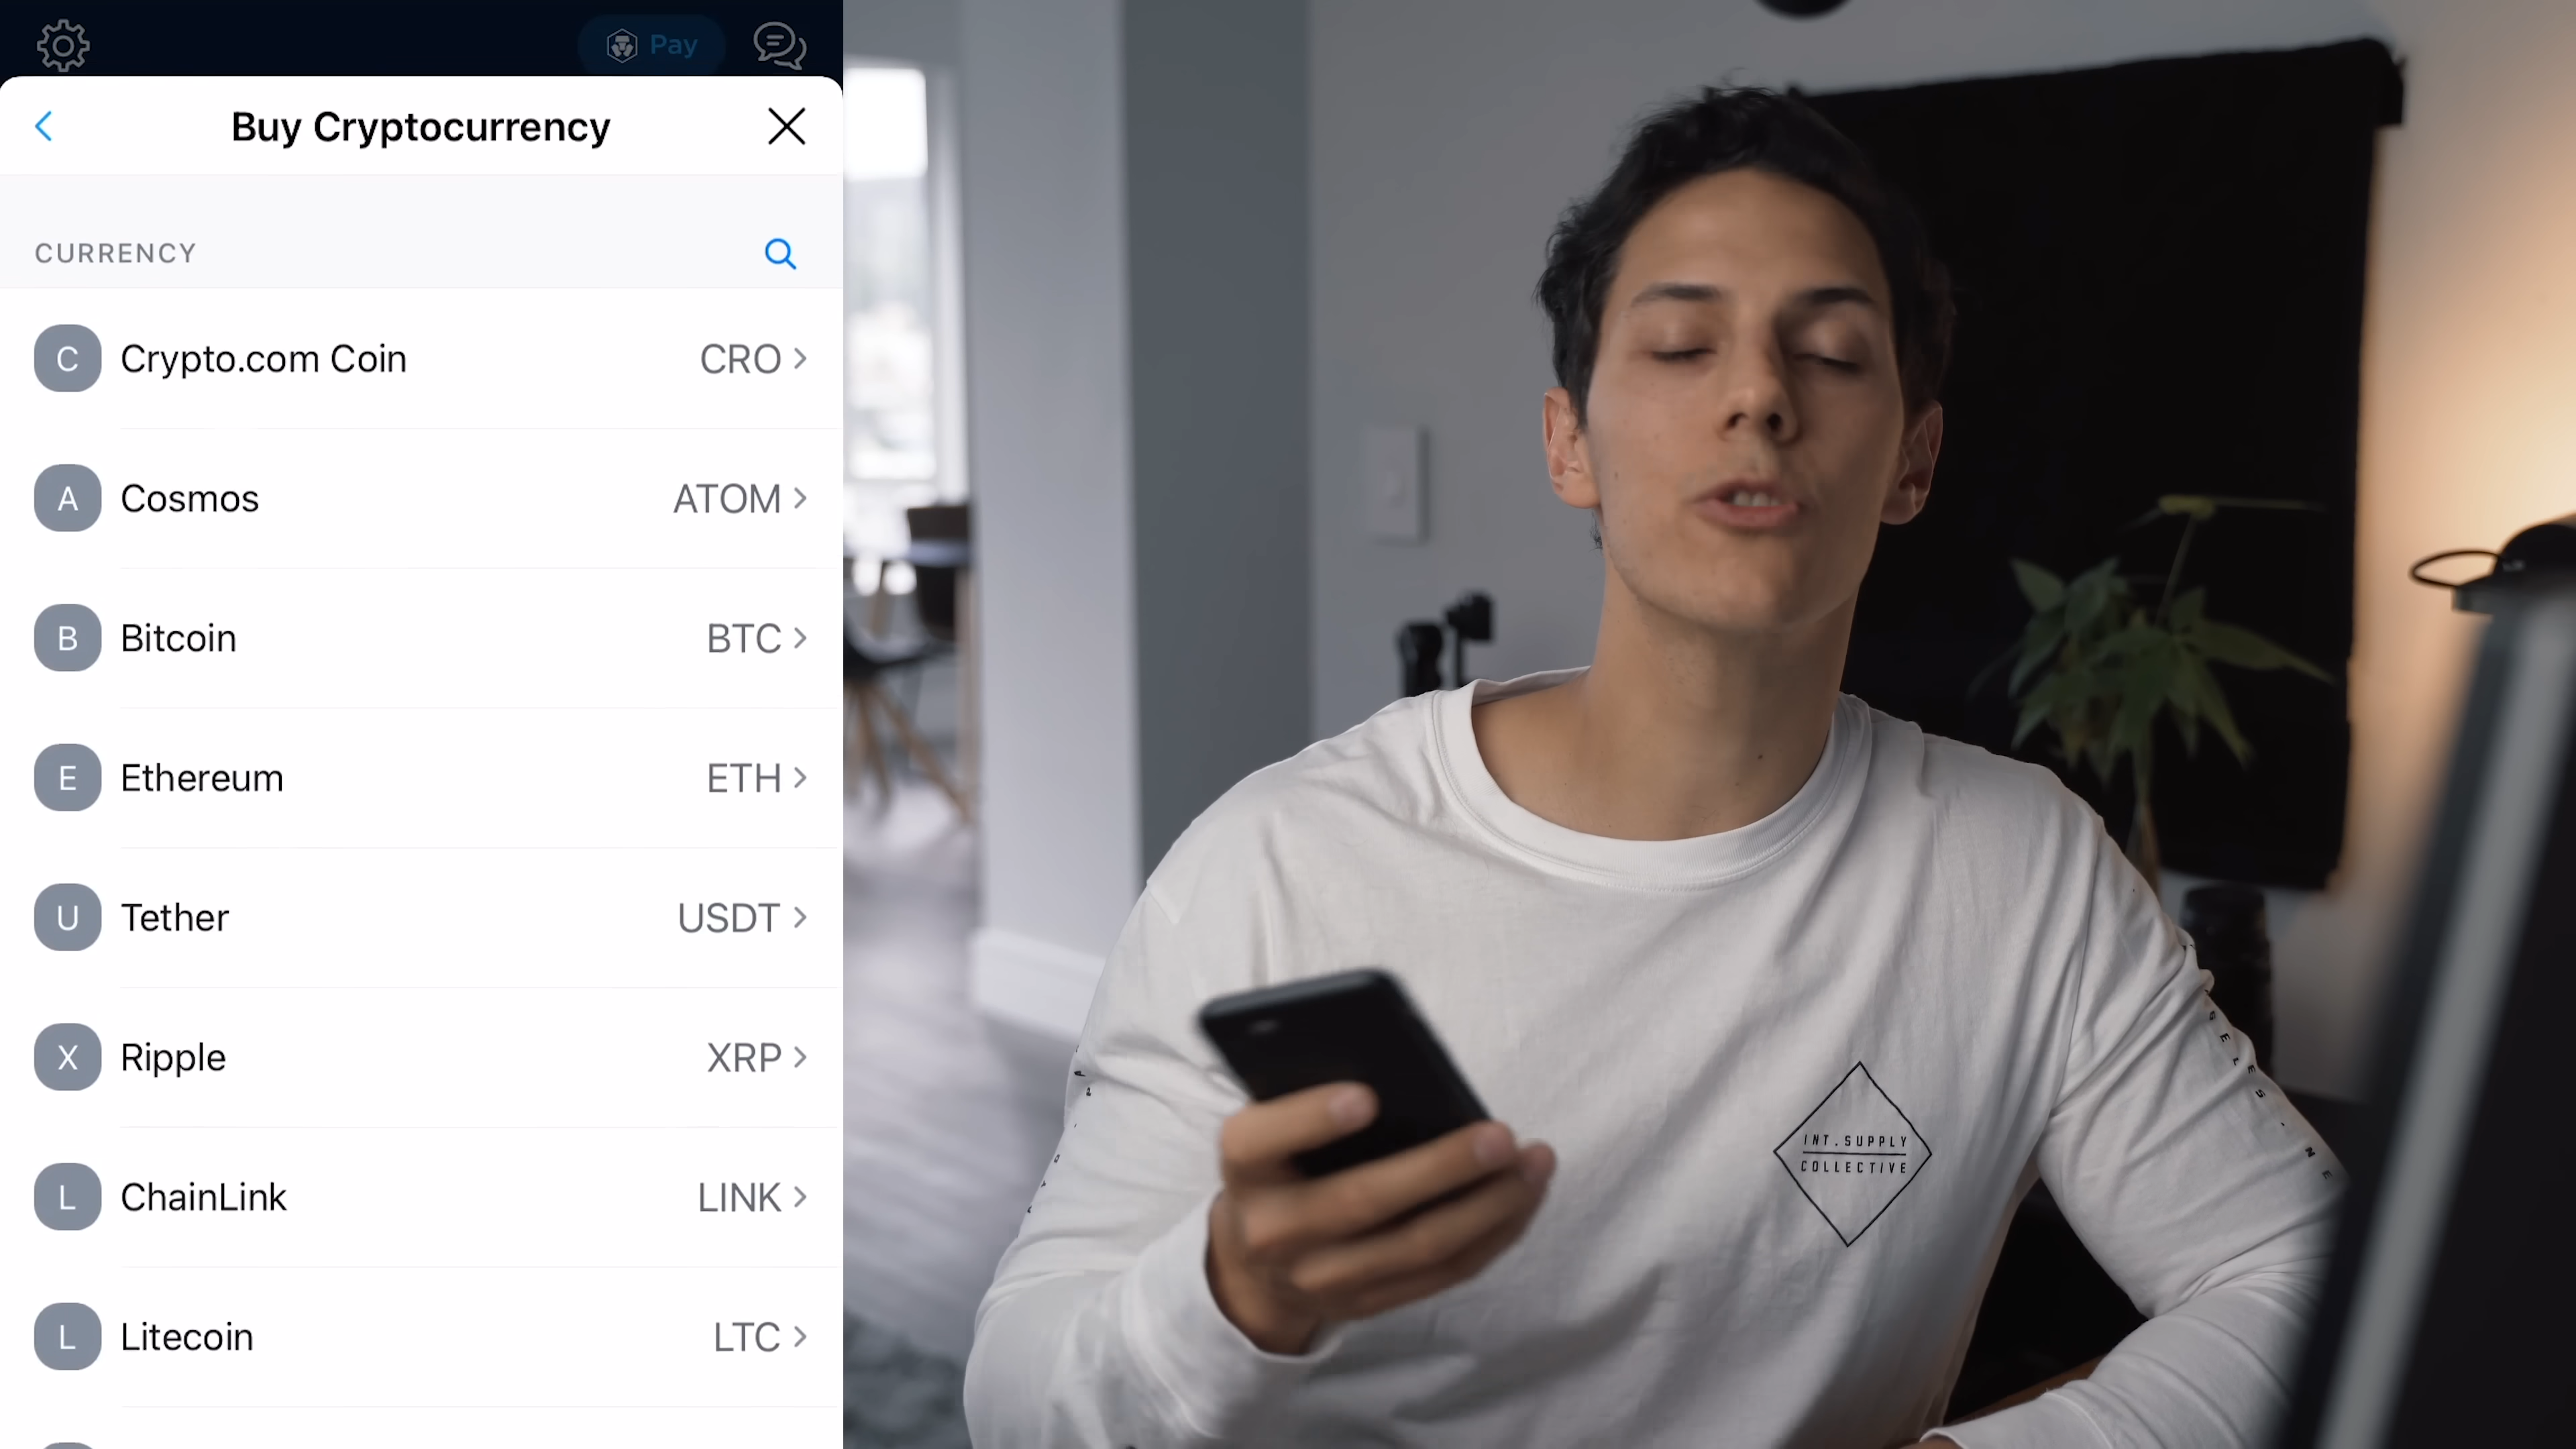 Pay
Buy Cryptocurrency
CURRENCY
C Crypto.com Coin CRO
A Cosmos ATOM
B Bitcoin BTC
E Ethereum ETH
U Tether USDT
X Ripple XRP
L ChainLink LINK
L Litecoin LTC
INT.SUPPLY
COLLECTIVE